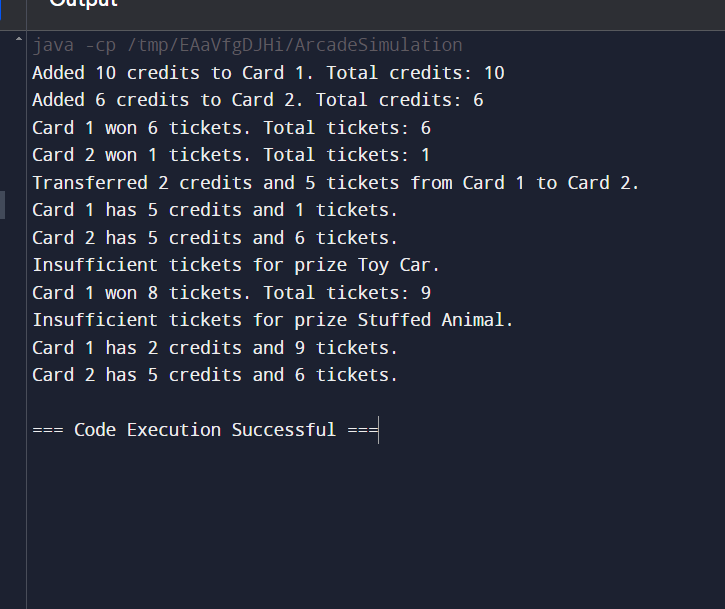 Output
java -cp /tmp/EAaVfgDJHi/ArcadeSimulation
Added 10 credits to Card 1. Total credits: 10
Added 6 credits to Card 2. Total credits: 6
Card 1 won 6 tickets. Total tickets: 6
Card 2 won 1 tickets. Total tickets: 1
Transferred 2 credits and 5 tickets from Card 1 to Card 2.
Card 1 has 5 credits and 1 tickets.
Card 2 has 5 credits and 6 tickets.
Insufficient tickets for prize Toy Car.
Card 1 won 8 tickets. Total tickets: 9
Insufficient tickets for prize Stuffed Animal.
Card 1 has 2 credits and 9 tickets.
Card 2 has 5 credits and 6 tickets.
=== Code Execution Successful ===